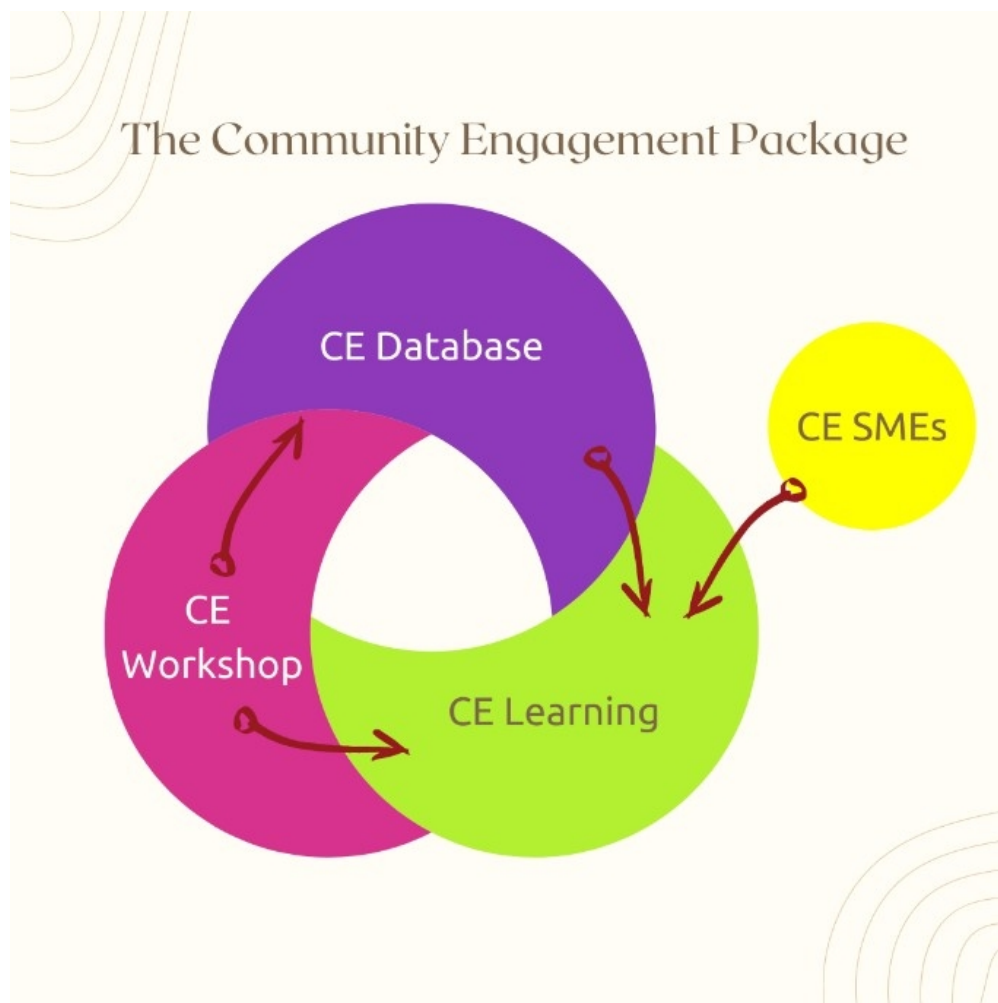 The Community Engagement Package
CE Database
CE SMEs
CE
Workshop
CE Learning